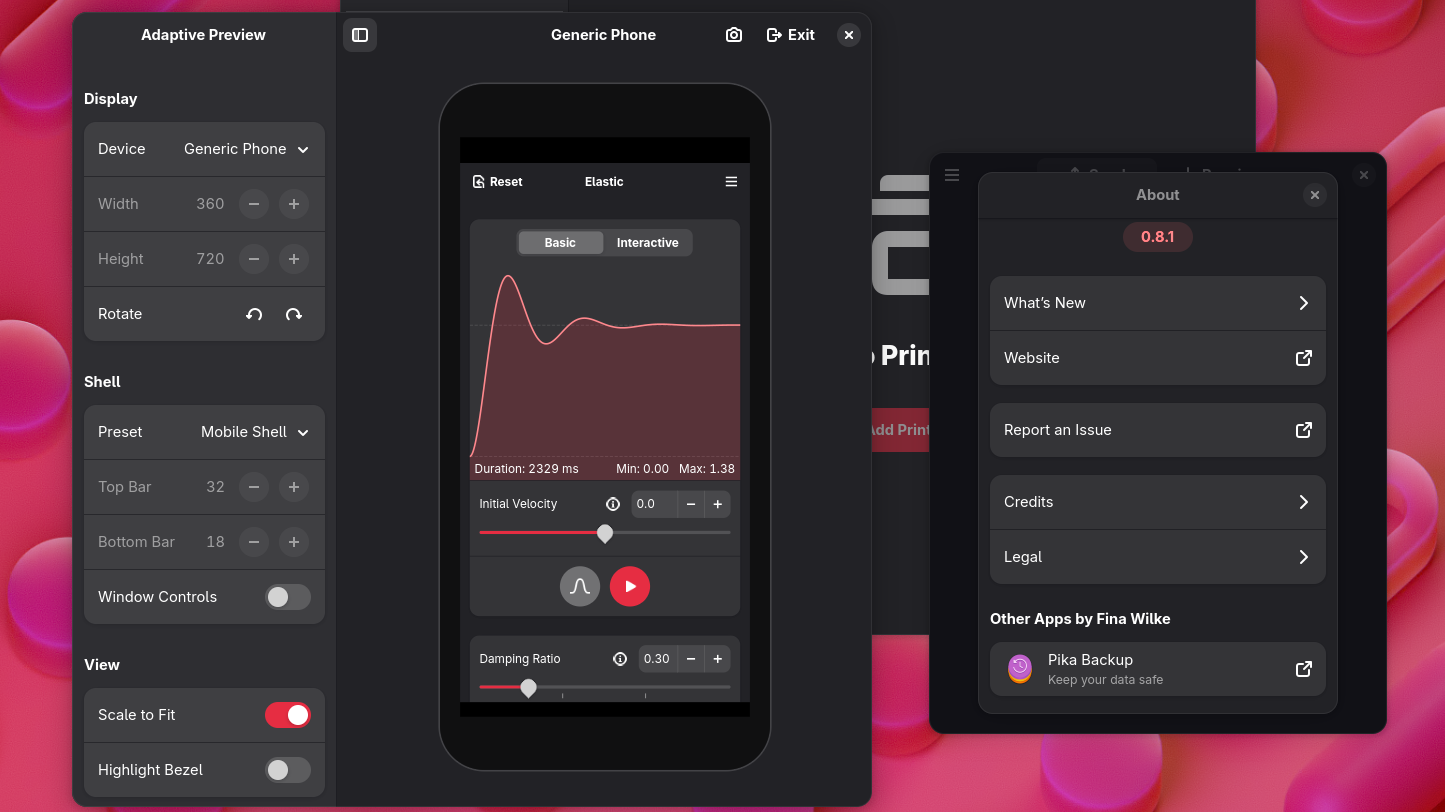 Adaptive Preview
Display
Device Generic Phone
Width 360
Height 720
Rotate
Shell
Preset Mobile Shell
Top Bar 32
Bottom Bar 18
Window Controls
View
Scale to Fit
Highlight Bezel
Generic Phone
Exit
Reset Elastic
Basic Interactive
Duration: 2329 ms Min: 0.00 Max: 1.38
Initial Velocity 0.0
Damping Ratio 0.30
About
0.8.1
What's New
Website
Report an Issue
Credits
Legal
Other Apps by Fina Wilke
Pika Backup
Keep your data safe